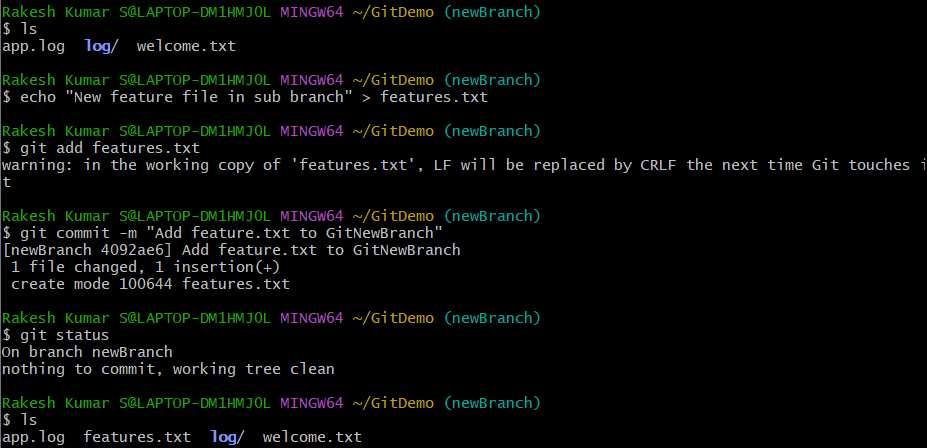 Rakesh Kumar S@LAPTOP-DM1HMJ0L MINGW64 ~/GitDemo (newBranch)
$ ls
app.log  log/  welcome.txt
Rakesh Kumar S@LAPTOP-DM1HMJ0L MINGW64 ~/GitDemo (newBranch)
$ echo "New feature file in sub branch" > features.txt
Rakesh Kumar S@LAPTOP-DM1HMJ0L MINGW64 ~/GitDemo (newBranch)
$ git add features.txt
warning: in the working copy of 'features.txt', LF will be replaced by CRLF the next time Git touches i
t
Rakesh Kumar S@LAPTOP-DM1HMJ0L MINGW64 ~/GitDemo (newBranch)
$ git commit -m "Add feature.txt to GitNewBranch"
[newBranch 4092ae6] Add feature.txt to GitNewBranch
 1 file changed, 1 insertion(+)
 create mode 100644 features.txt
Rakesh Kumar S@LAPTOP-DM1HMJ0L MINGW64 ~/GitDemo (newBranch)
$ git status
On branch newBranch
nothing to commit, working tree clean
Rakesh Kumar S@LAPTOP-DM1HMJ0L MINGW64 ~/GitDemo (newBranch)
$ ls
app.log  features.txt  log/  welcome.txt